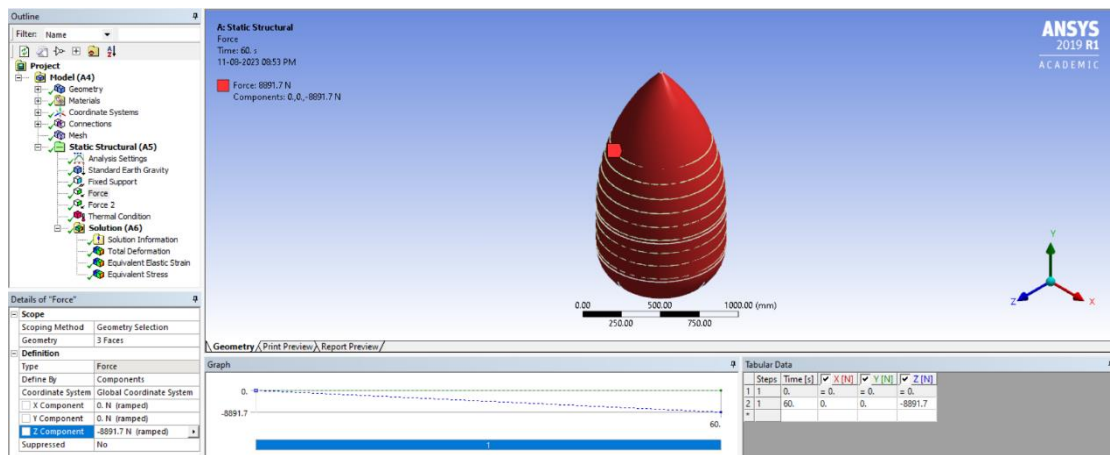 Outline
Filter: Name
Project
Model (A4)
Geometry
Materials
Coordinate Systems
Connections
Mesh
Static Structural (A5)
Analysis Settings
Standard Earth Gravity
Fixed Support
Force
Force 2
Thermal Condition
Solution (A6)
Solution Information
Total Deformation
Equivalent Elastic Strain
Equivalent Stress
Details of "Force"
Scope
Scoping Method Geometry Selection
Geometry 3 Faces
Definition
Type Force
Define By Components
Coordinate System Global Coordinate System
X Component 0. N (ramped)
Y Component 0. N (ramped)
Z Component -8891.7 N (ramped)
Suppressed No
A: Static Structural
Force
Time: 60. s
11-08-2023 08:53 PM
Force: 8891.7 N
Components: 0.,0.,-8891.7 N
ANSYS
2019 R1
ACADEMIC
Y
Z X
0.00 500.00 1000.00 (mm)
250.00 750.00
Geometry Print Preview Report Preview
Graph
0.
-8891.7
60.
1
Tabular Data
Steps Time [s] X [N] Y [N] Z [N]
1 1 0. = 0. = 0. = 0.
2 1 60. 0. 0. -8891.7
*